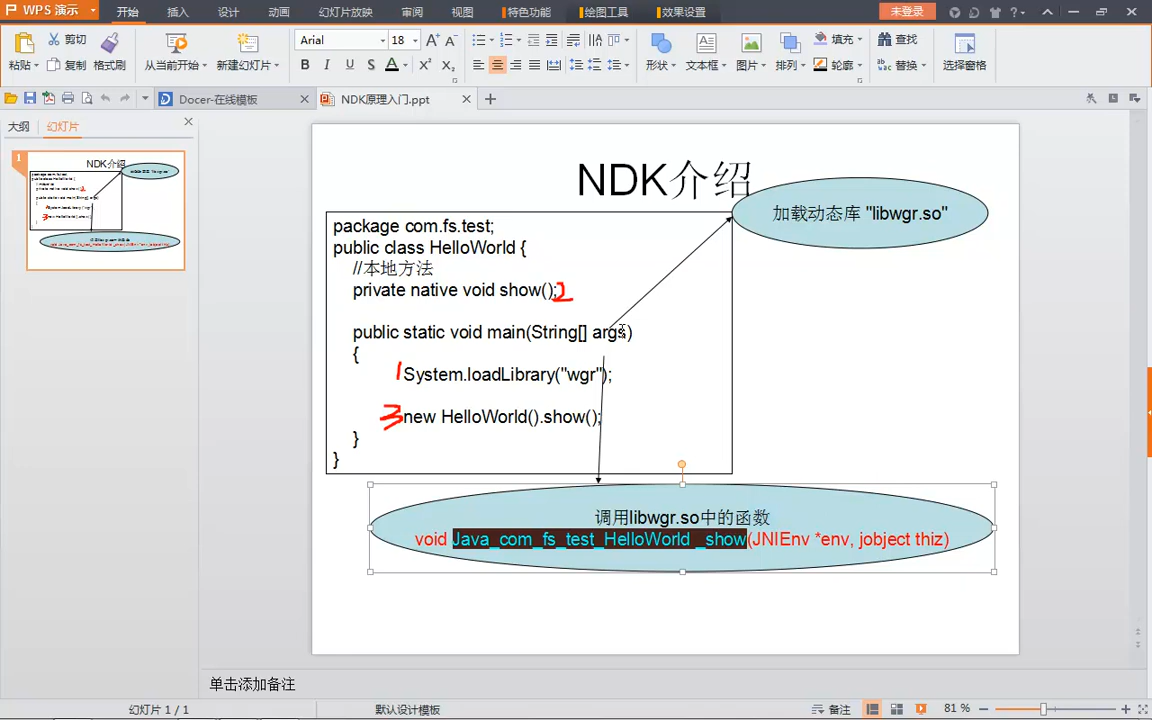 WPS 演示
开始
插入
设计
动画
幻灯片放映
审阅
视图
特色功能
绘图工具
效果设置
未登录
粘贴
剪切
复制
格式刷
从当前开始
新建幻灯片
Arial
18
B I U S A X² X₂
形状
文本框
图片
排列
填充
轮廓
查找
替换
选择窗格
Docer-在线模板
NDK原理入门.ppt
大纲
幻灯片
1
NDK介绍
加载动态库 "libwgr.so"
package com.fs.test;
public class HelloWorld {
//本地方法
private native void show();2
public static void main(String[] args)
{
1System.loadLibrary("wgr");
3new HelloWorld().show();
}
}
调用libwgr.so中的函数
void Java_com_fs_test_HelloWorld _show(JNIEnv *env, jobject thiz)
单击添加备注
幻灯片 1 / 1
默认设计模板
备注
81 %